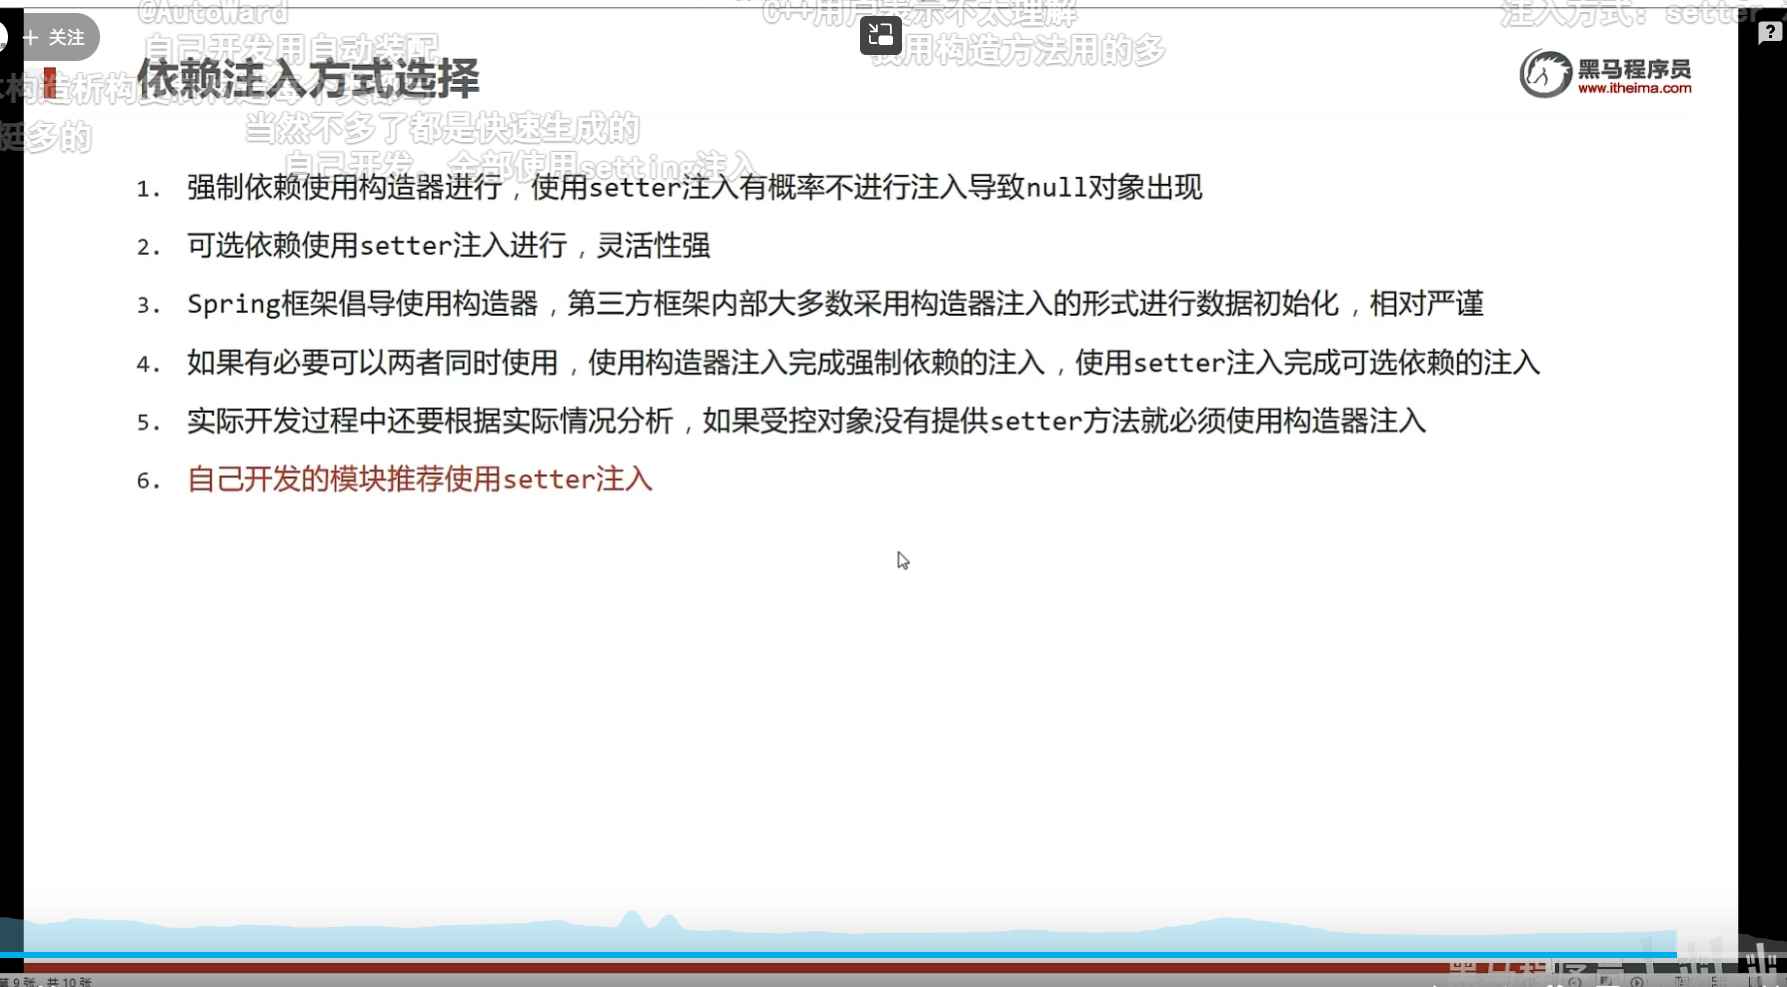 @AutoWard
C++用户表示不太理解
注入方式：setter
+ 关注
自己开发用自动装配
用构造方法用的多
依赖注入方式选择
黑马程序员
www.itheima.com
挺多的
当然不多了都是快速生成的
自己开发。全部使用setting注入
1. 强制依赖使用构造器进行，使用setter注入有概率不进行注入导致null对象出现
2. 可选依赖使用setter注入进行，灵活性强
3. Spring框架倡导使用构造器，第三方框架内部大多数采用构造器注入的形式进行数据初始化，相对严谨
4. 如果有必要可以两者同时使用，使用构造器注入完成强制依赖的注入，使用setter注入完成可选依赖的注入
5. 实际开发过程中还要根据实际情况分析，如果受控对象没有提供setter方法就必须使用构造器注入
6. 自己开发的模块推荐使用setter注入
第 9 张，共 10 张